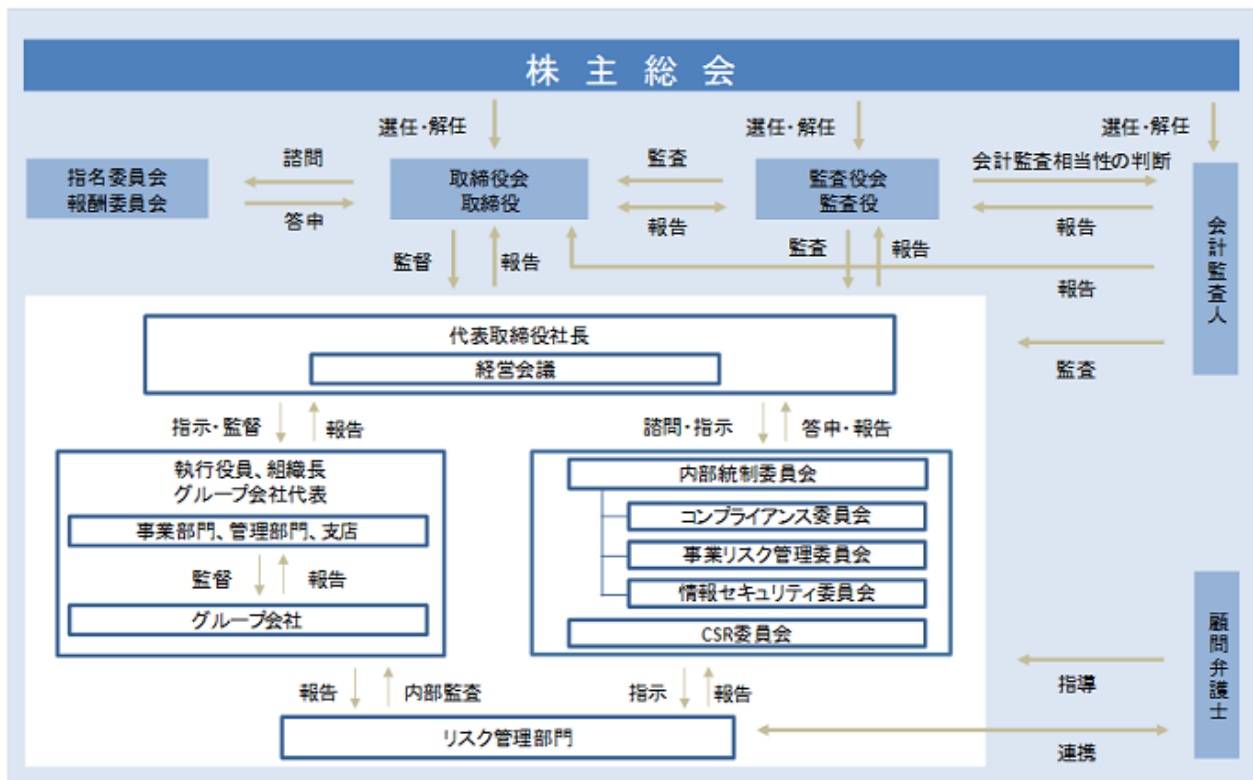 株主総会
選任・解任
選任・解任
選任・解任
指名委員会
報酬委員会
諮問
答申
取締役会
取締役
監査
報告
監査役会
監査役
会計監査相当性の判断
報告
会計監査人
監督
報告
監査
報告
報告
監査
代表取締役社長
経営会議
指示・監督
報告
諮問・指示
答申・報告
執行役員、組織長
グループ会社代表
事業部門、管理部門、支店
監督
報告
グループ会社
内部統制委員会
コンプライアンス委員会
事業リスク管理委員会
情報セキュリティ委員会
CSR委員会
顧問弁護士
指導
報告
内部監査
指示
報告
リスク管理部門
連携